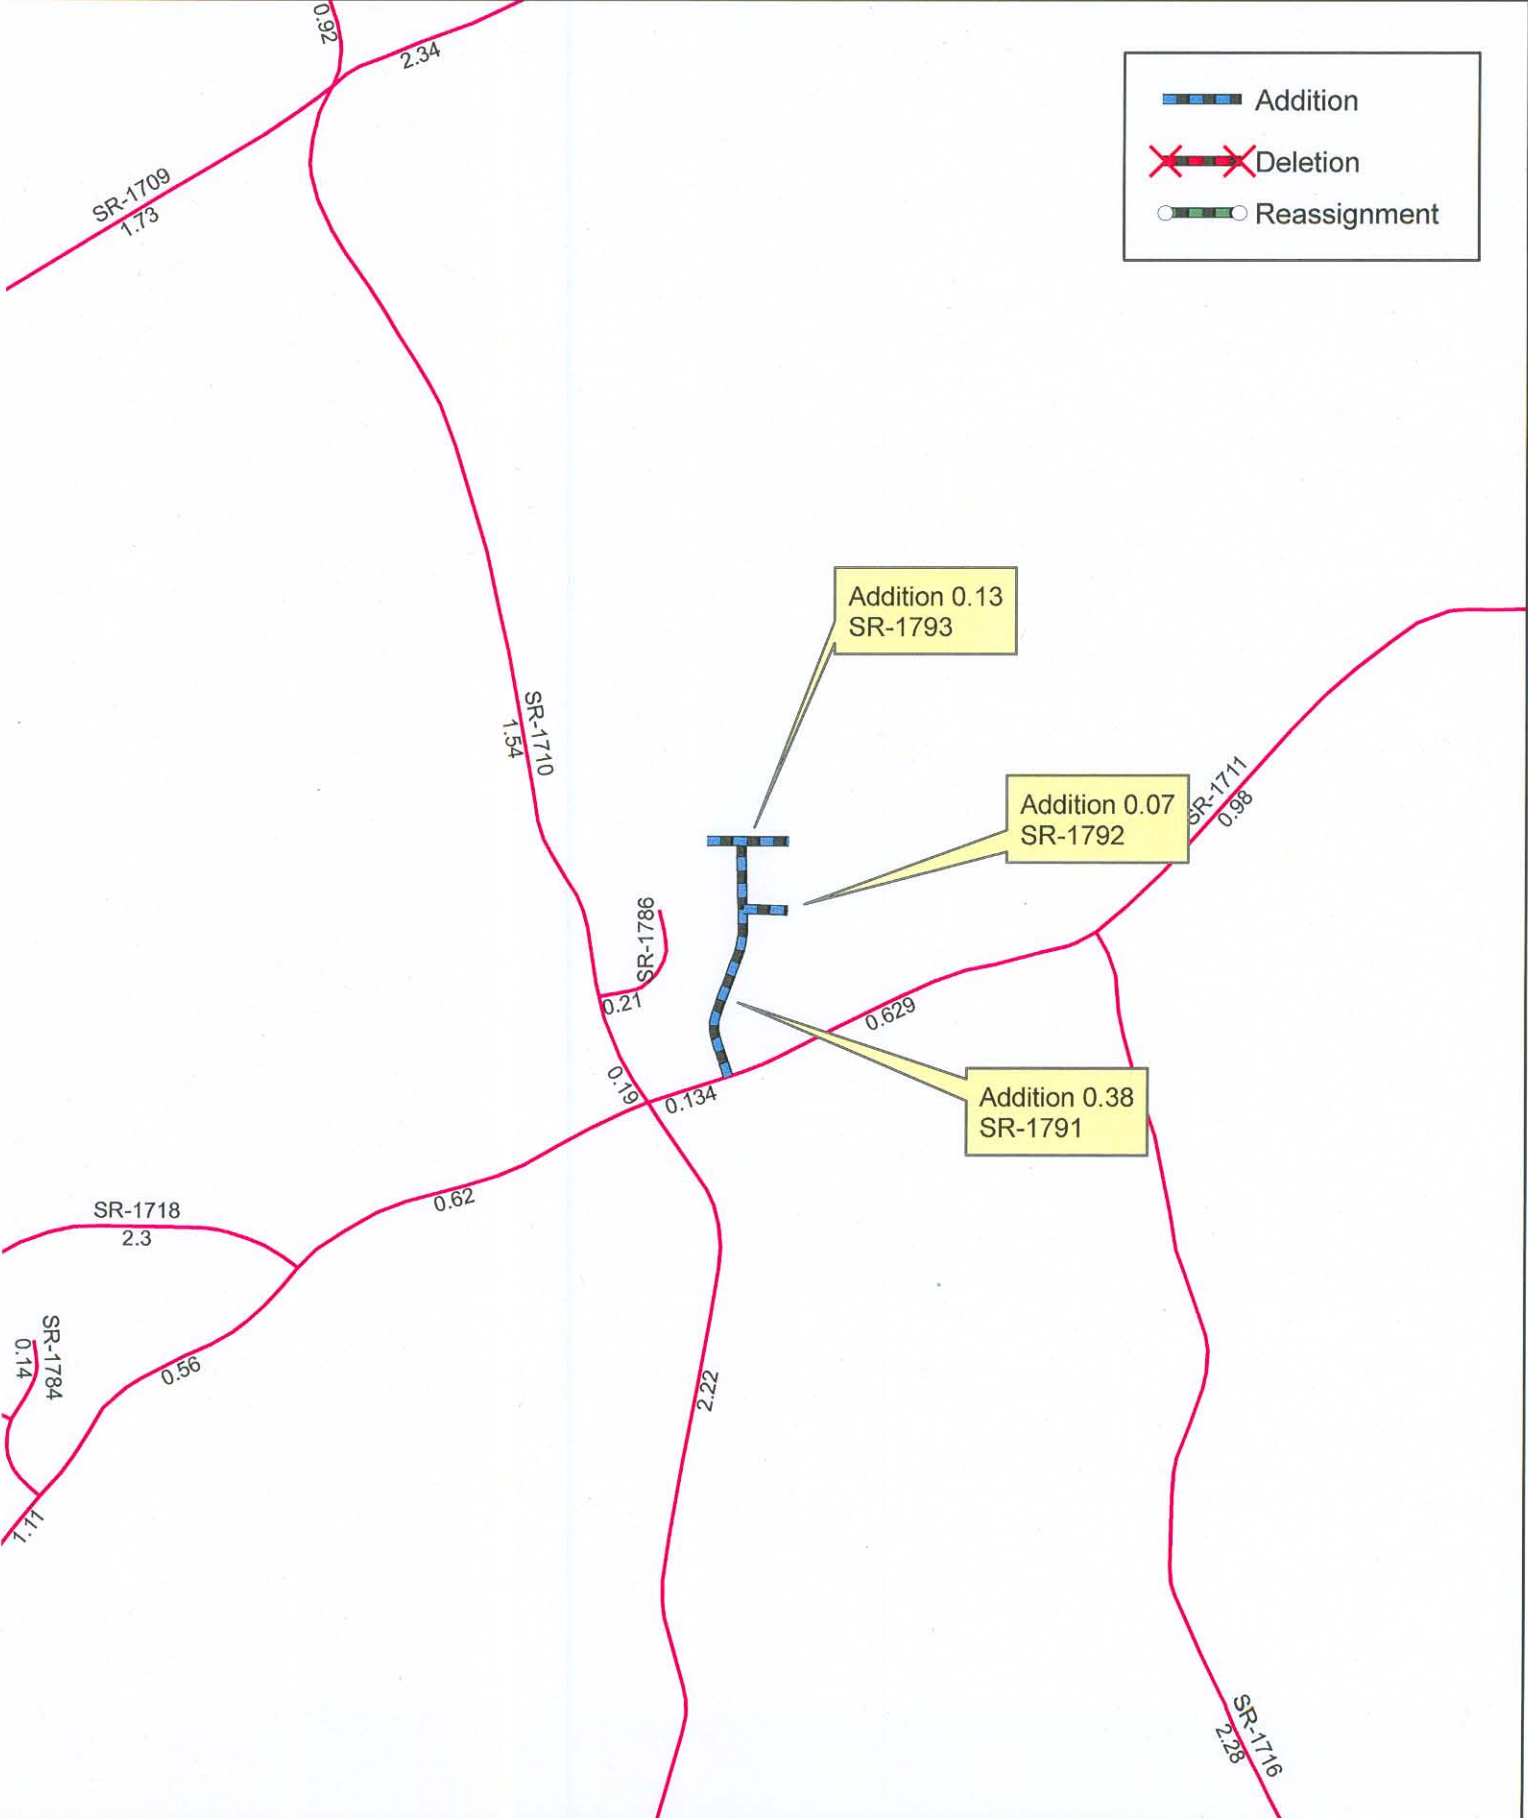 0.92
2.34
Addition
Deletion
Reassignment
SR-1709
1.73
Addition 0.13
SR-1793
SR-1710
1.54
Addition 0.07
SR-1792
SR-1711
0.98
SR-1786
0.21
0.629
0.19
0.134
Addition 0.38
SR-1791
0.62
SR-1718
2.3
SR-1784
0.14
0.56
2.22
1.11
SR-1716
2.28